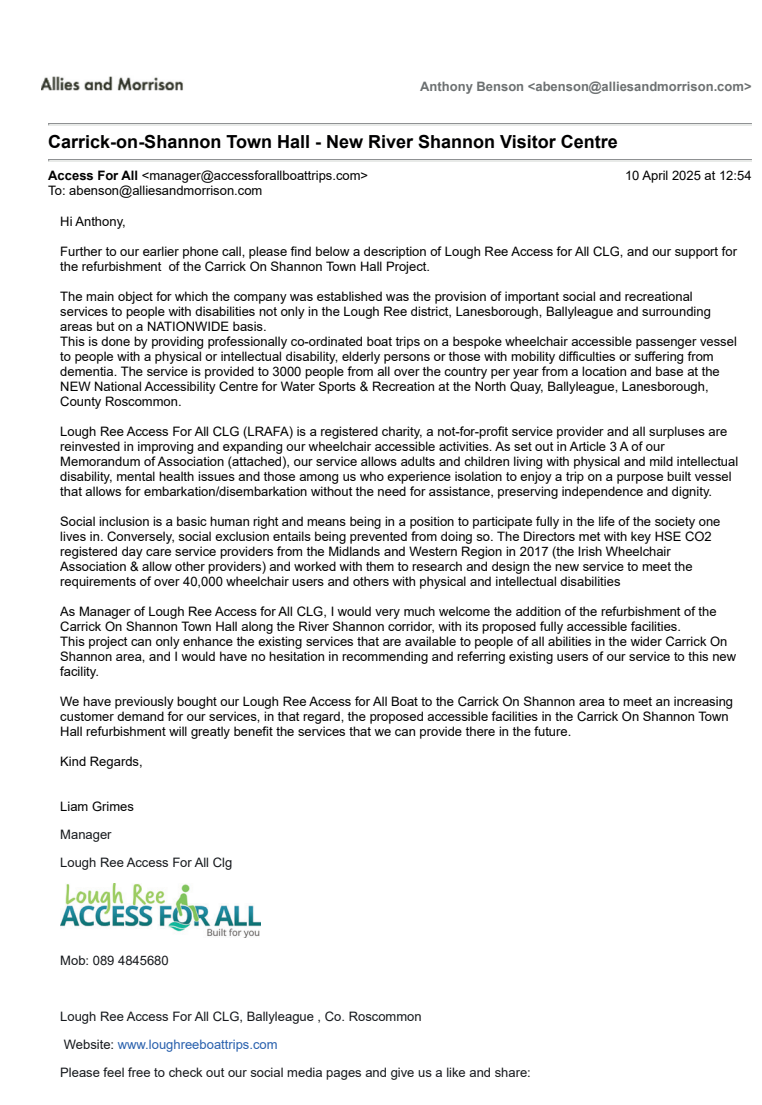 Allies and Morrison
Anthony Benson <abenson@alliesandmorrison.com>
Carrick-on-Shannon Town Hall - New River Shannon Visitor Centre
Access For All <manager@accessforallboattrips.com>
10 April 2025 at 12:54
To: abenson@alliesandmorrison.com
Hi Anthony,
Further to our earlier phone call, please find below a description of Lough Ree Access for All CLG, and our support for
the refurbishment  of the Carrick On Shannon Town Hall Project.
The main object for which the company was established was the provision of important social and recreational
services to people with disabilities not only in the Lough Ree district, Lanesborough, Ballyleague and surrounding
areas but on a NATIONWIDE basis.
This is done by providing professionally co-ordinated boat trips on a bespoke wheelchair accessible passenger vessel
to people with a physical or intellectual disability, elderly persons or those with mobility difficulties or suffering from
dementia. The service is provided to 3000 people from all over the country per year from a location and base at the
NEW National Accessibility Centre for Water Sports & Recreation at the North Quay, Ballyleague, Lanesborough,
County Roscommon.
Lough Ree Access For All CLG (LRAFA) is a registered charity, a not-for-profit service provider and all surpluses are
reinvested in improving and expanding our wheelchair accessible activities. As set out in Article 3 A of our
Memorandum of Association (attached), our service allows adults and children living with physical and mild intellectual
disability, mental health issues and those among us who experience isolation to enjoy a trip on a purpose built vessel
that allows for embarkation/disembarkation without the need for assistance, preserving independence and dignity.
Social inclusion is a basic human right and means being in a position to participate fully in the life of the society one
lives in. Conversely, social exclusion entails being prevented from doing so. The Directors met with key HSE CO2
registered day care service providers from the Midlands and Western Region in 2017 (the Irish Wheelchair
Association & allow other providers) and worked with them to research and design the new service to meet the
requirements of over 40,000 wheelchair users and others with physical and intellectual disabilities
As Manager of Lough Ree Access for All CLG, I would very much welcome the addition of the refurbishment of the
Carrick On Shannon Town Hall along the River Shannon corridor, with its proposed fully accessible facilities.
This project can only enhance the existing services that are available to people of all abilities in the wider Carrick On
Shannon area, and I would have no hesitation in recommending and referring existing users of our service to this new
facility.
We have previously bought our Lough Ree Access for All Boat to the Carrick On Shannon area to meet an increasing
customer demand for our services, in that regard, the proposed accessible facilities in the Carrick On Shannon Town
Hall refurbishment will greatly benefit the services that we can provide there in the future.
Kind Regards,
Liam Grimes
Manager
Lough Ree Access For All Clg
Lough Ree
ACCESS FOR ALL
Built for you
Mob: 089 4845680
Lough Ree Access For All CLG, Ballyleague , Co. Roscommon
Website: www.loughreeboattrips.com
Please feel free to check out our social media pages and give us a like and share: